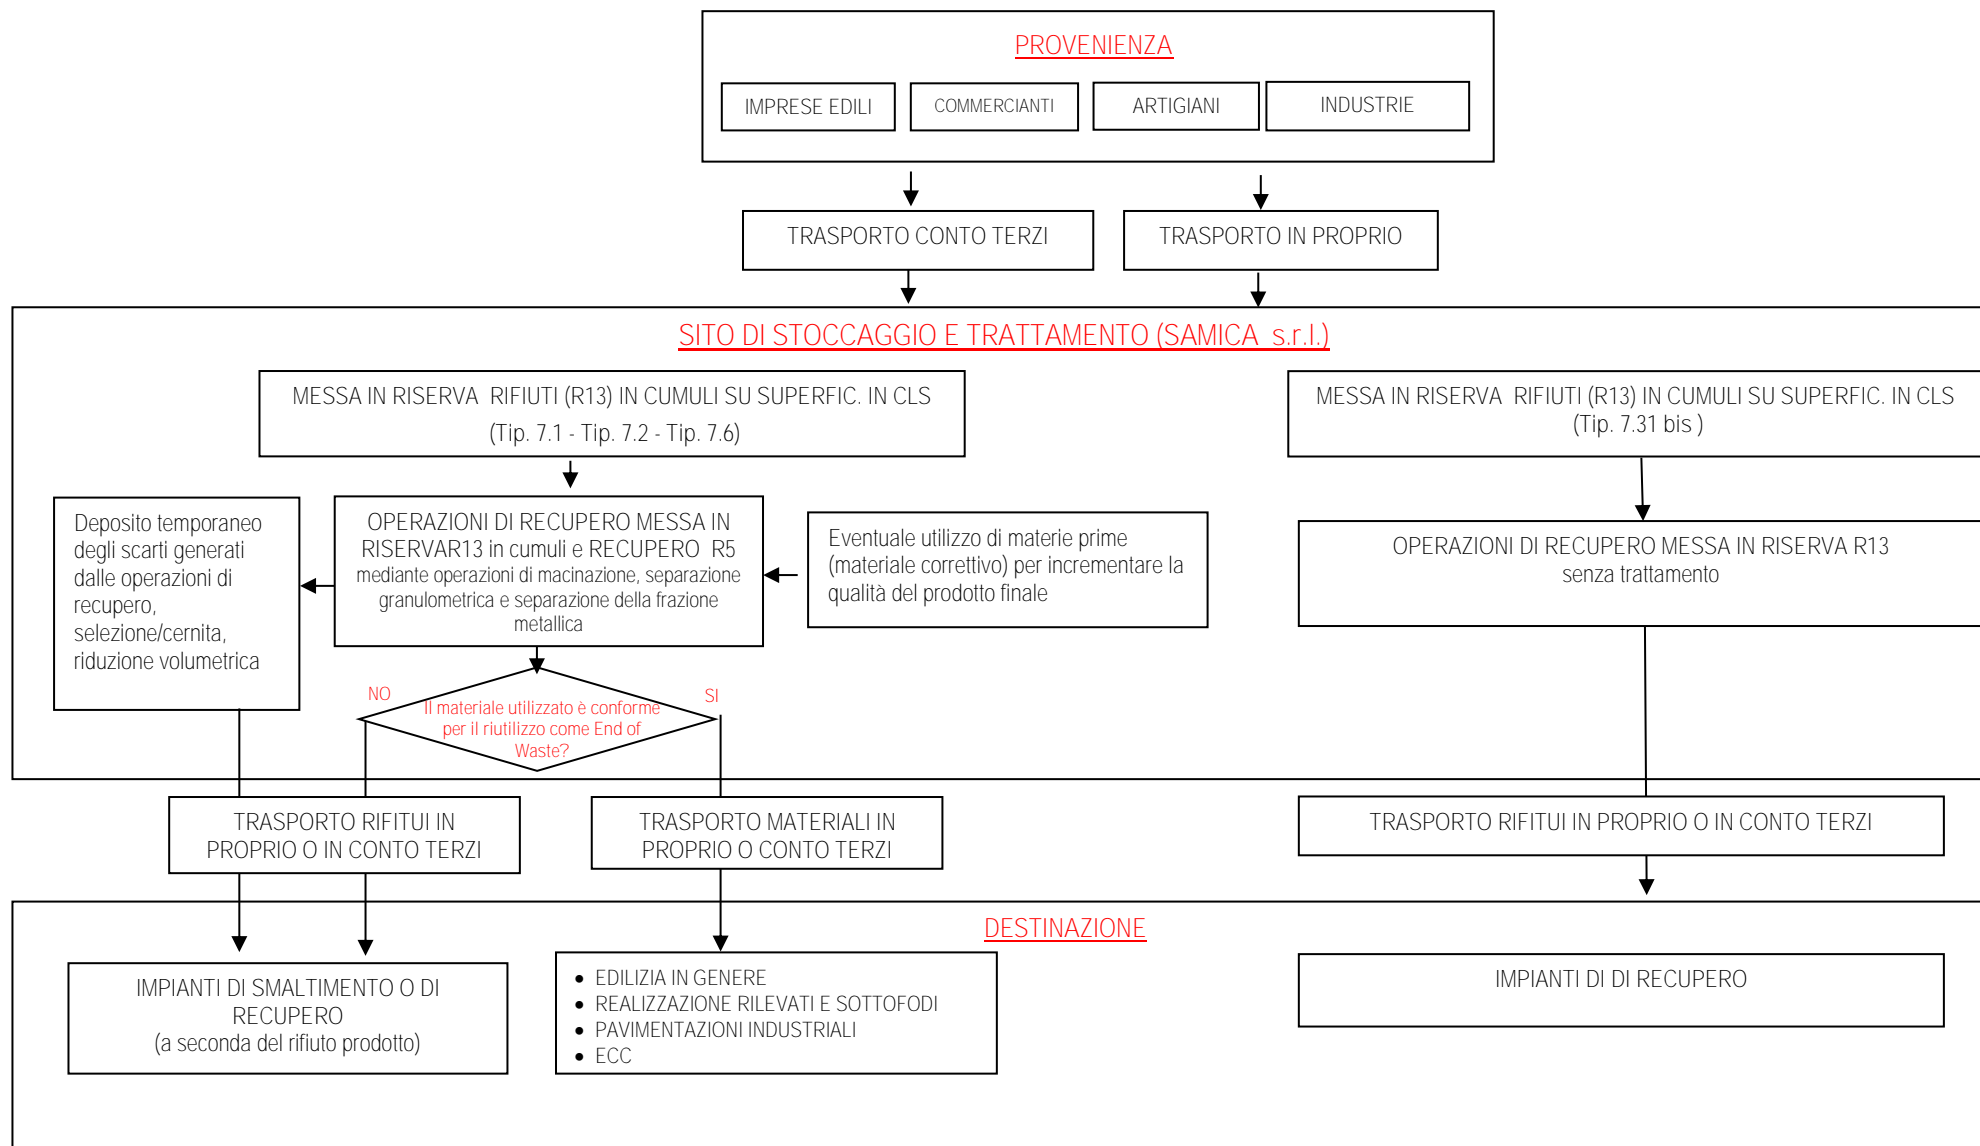 PROVENIENZA
IMPRESE EDILI
COMMERCIANTI
ARTIGIANI
INDUSTRIE
TRASPORTO CONTO TERZI
TRASPORTO IN PROPRIO
SITO DI STOCCAGGIO E TRATTAMENTO (SAMICA s.r.l.)
MESSA IN RISERVA RIFIUTI (R13) IN CUMULI SU SUPERFIC. IN CLS
(Tip. 7.1 - Tip. 7.2 - Tip. 7.6)
MESSA IN RISERVA RIFIUTI (R13) IN CUMULI SU SUPERFIC. IN CLS
(Tip. 7.31 bis )
Deposito temporaneo
degli scarti generati
dalle operazioni di
recupero,
selezione/cernita,
riduzione volumetrica
OPERAZIONI DI RECUPERO MESSA IN
RISERVAR13 in cumuli e RECUPERO R5
mediante operazioni di macinazione, separazione
granulometrica e separazione della frazione
metallica
Eventuale utilizzo di materie prime
(materiale correttivo) per incrementare la
qualità del prodotto finale
OPERAZIONI DI RECUPERO MESSA IN RISERVA R13
senza trattamento
NO
SI
Il materiale utilizzato è conforme
per il riutilizzo come End of
Waste?
TRASPORTO RIFITUI IN
PROPRIO O IN CONTO TERZI
TRASPORTO MATERIALI IN
PROPRIO O CONTO TERZI
TRASPORTO RIFITUI IN PROPRIO O IN CONTO TERZI
DESTINAZIONE
IMPIANTI DI SMALTIMENTO O DI
RECUPERO
(a seconda del rifiuto prodotto)
• EDILIZIA IN GENERE
• REALIZZAZIONE RILEVATI E SOTTOFODI
• PAVIMENTAZIONI INDUSTRIALI
• ECC
IMPIANTI DI DI RECUPERO